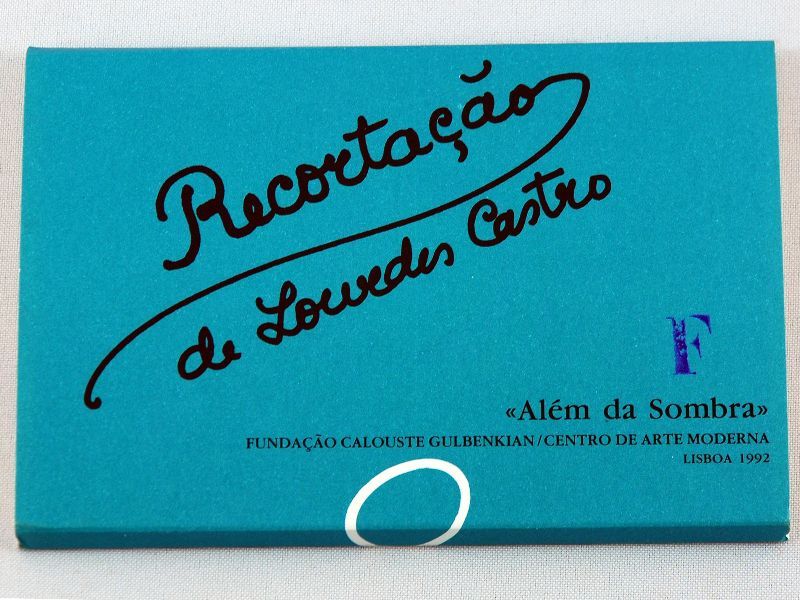 Recortação
de Lourdes Castro
F
«Além da Sombra»
FUNDAÇÃO CALOUSTE GULBENKIAN/CENTRO DE ARTE MODERNA
LISBOA 1992